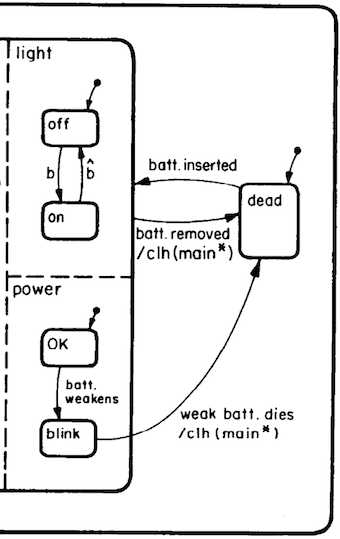 light
off
b
b̂
on
batt. inserted
dead
batt. removed
/clh(main*)
power
OK
batt.
weakens
blink
weak batt. dies
/clh(main*)